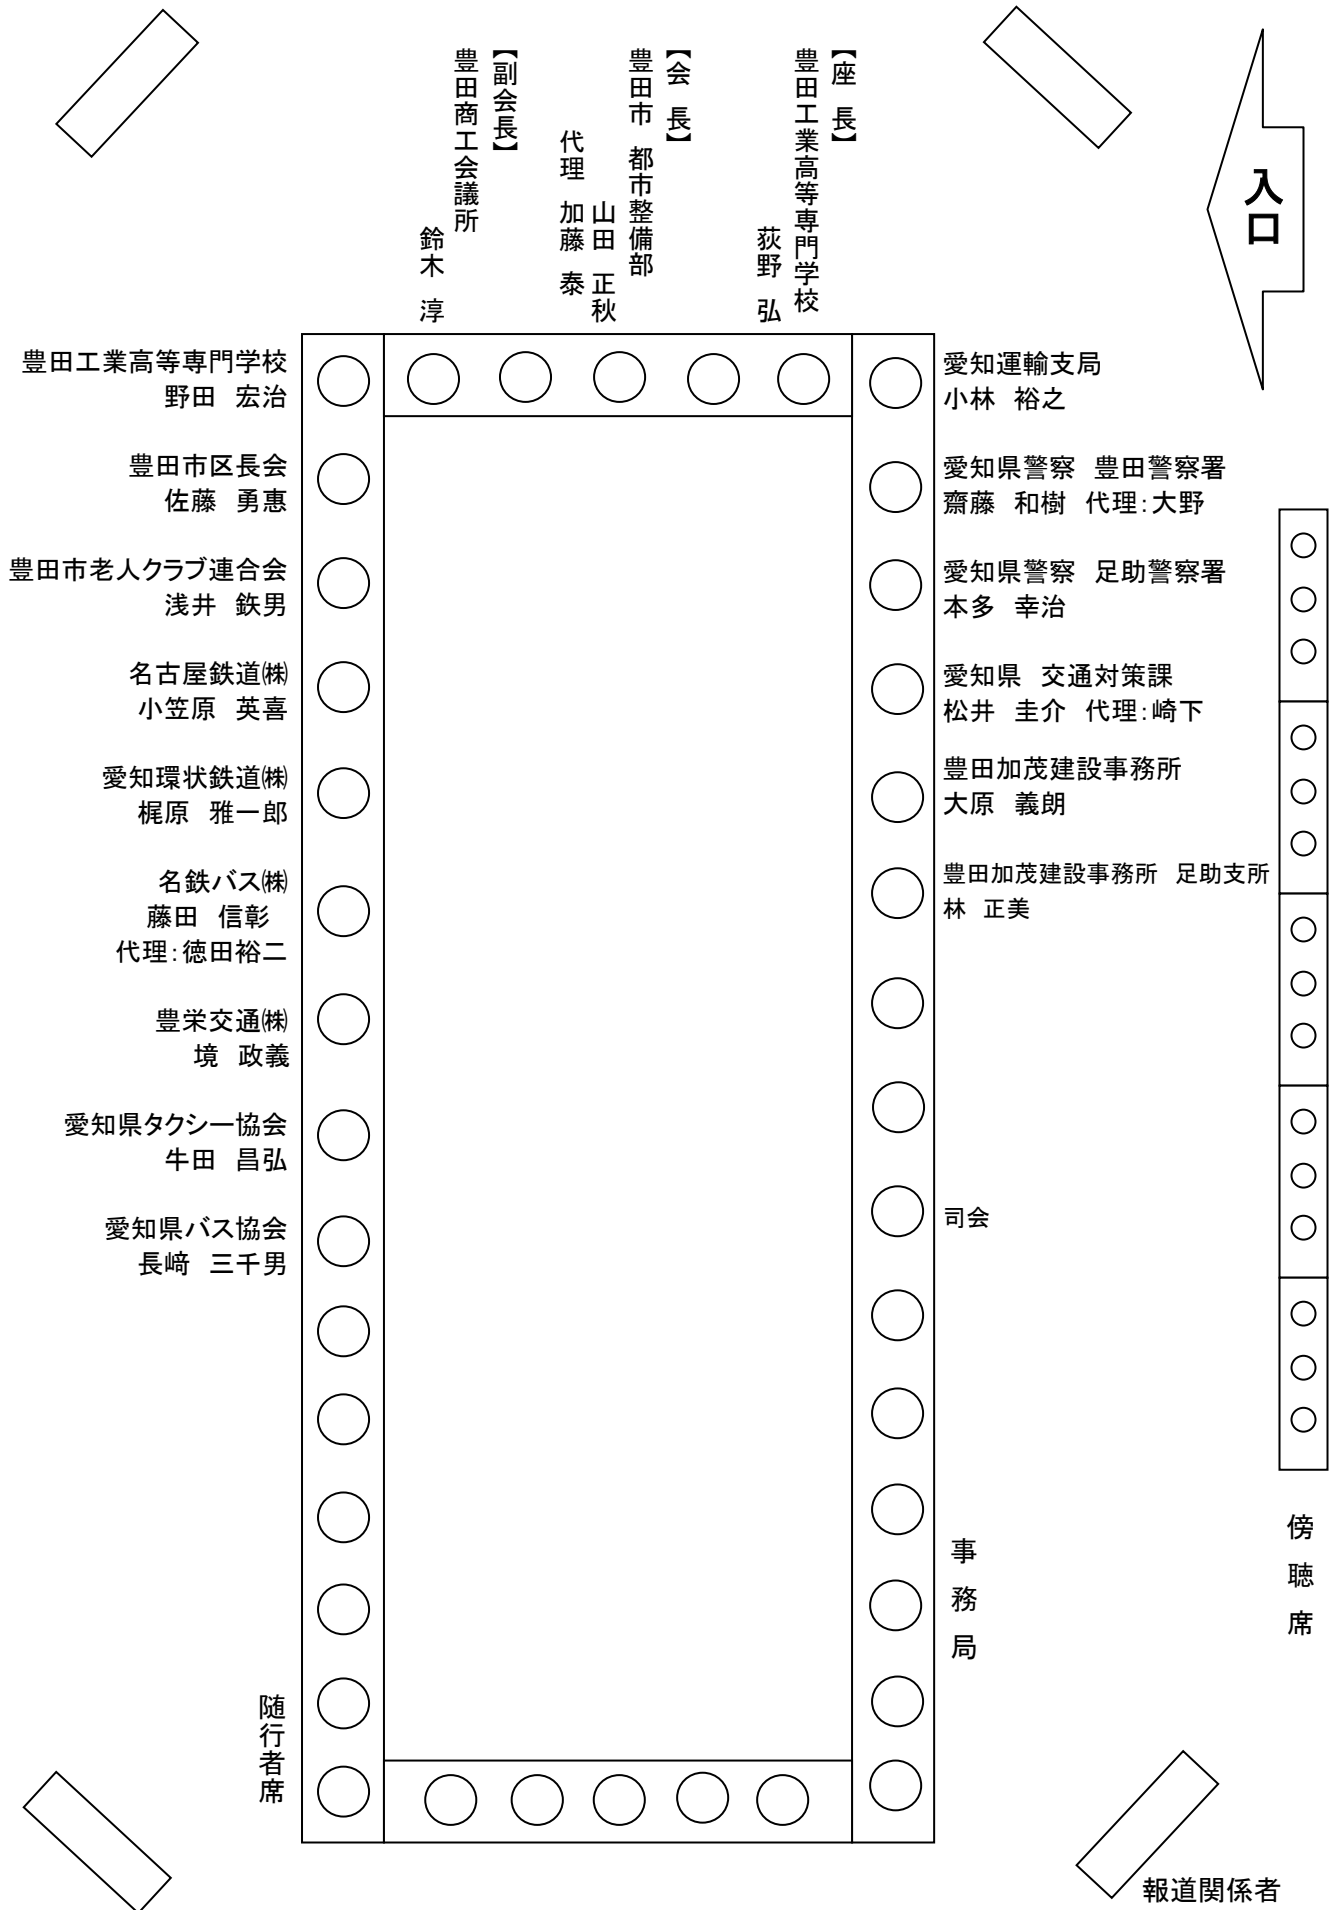 【座 長】
豊田工業高等専門学校
荻野 弘
【会 長】
豊田市 都市整備部
山田 正秋
代理 加藤 泰
【副会長】
豊田商工会議所
鈴木 淳
入口
豊田工業高等専門学校
野田 宏治
豊田市区長会
佐藤 勇惠
豊田市老人クラブ連合会
浅井 鉃男
名古屋鉄道㈱
小笠原 英喜
愛知環状鉄道㈱
梶原 雅一郎
名鉄バス㈱
藤田 信彰
代理：徳田裕二
豊栄交通㈱
境 政義
愛知県タクシー協会
牛田 昌弘
愛知県バス協会
長﨑 三千男
随行者席
愛知運輸支局
小林 裕之
愛知県警察 豊田警察署
齋藤 和樹 代理：大野
愛知県警察 足助警察署
本多 幸治
愛知県 交通対策課
松井 圭介 代理：崎下
豊田加茂建設事務所
大原 義朗
豊田加茂建設事務所 足助支所
林 正美
司会
事務局
傍聴席
報道関係者